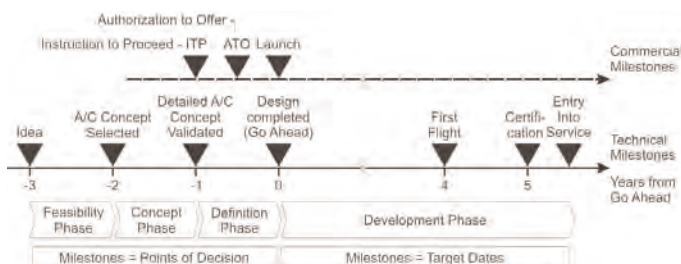 Authorization to Offer -
Instruction to Proceed - ITP ATO Launch
Commercial
Milestones
Idea
A/C Concept
Selected
Detailed A/C
Concept
Validated
Design
completed
(Go Ahead)
First
Flight
Certifi-
cation
Entry
Into
Service
Technical
Milestones
-3 -2 -1 0 4 5
Years from
Go Ahead
Feasibility
Phase
Concept
Phase
Definition
Phase
Development Phase
Milestones = Points of Decision
Milestones = Target Dates